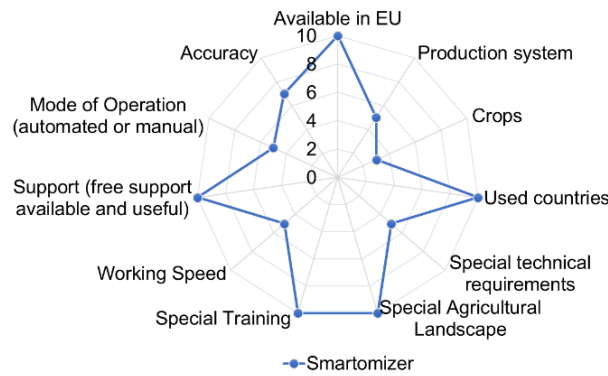 Available in EU
10
8
6
4
2
0
Production system
Crops
Used countries
Special technical
requirements
Special Agricultural
Landscape
Special Training
Working Speed
Support (free support
available and useful)
Mode of Operation
(automated or manual)
Accuracy
Smartomizer